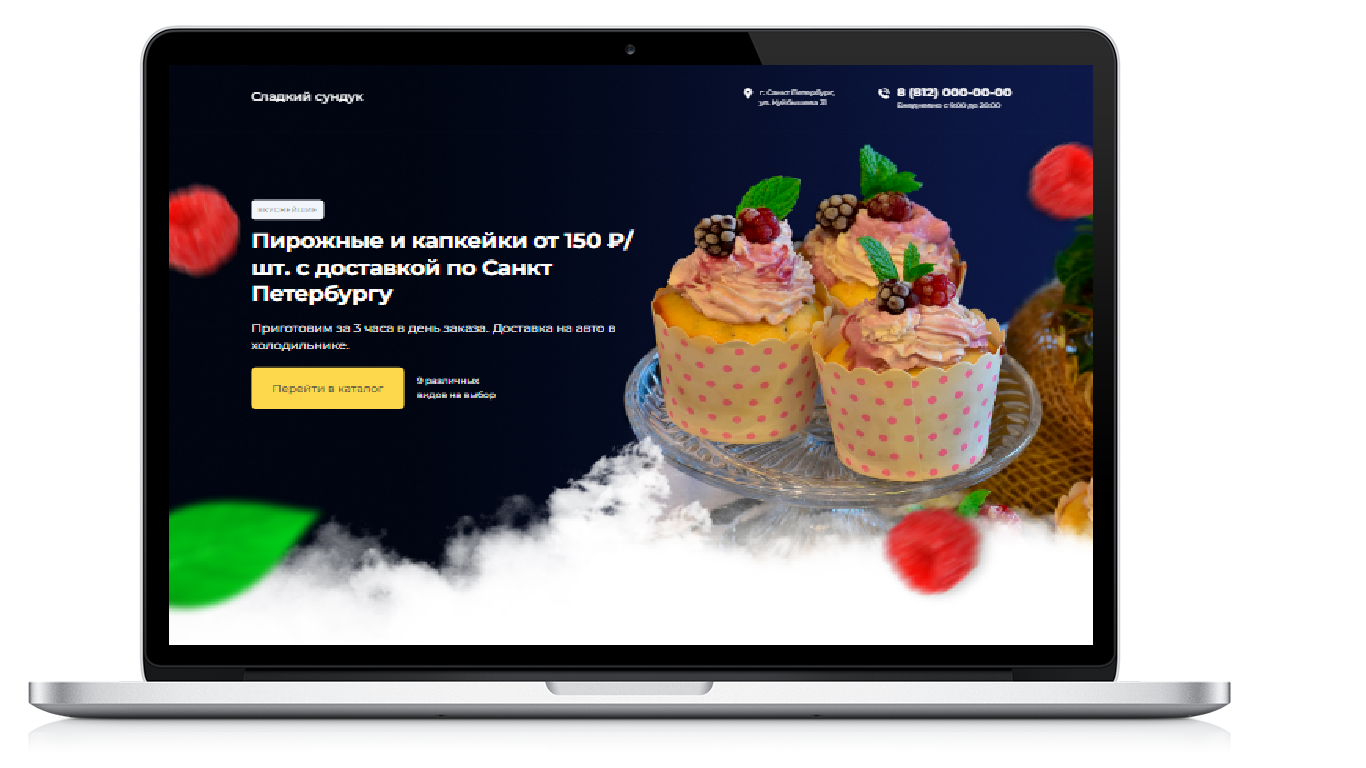 Сладкий сундук
г. Санкт Петербург,
ул. Куйбышева 31
8 (812) 000-00-00
Ежедневно с 9:00 до 20:00
Пирожные и капкейки от 150 ₽/
шт. с доставкой по Санкт
Петербургу
Приготовим за 3 часа в день заказа. Доставка на авто в
холодильнике.
Перейти в каталог
9 различных
видов на выбор